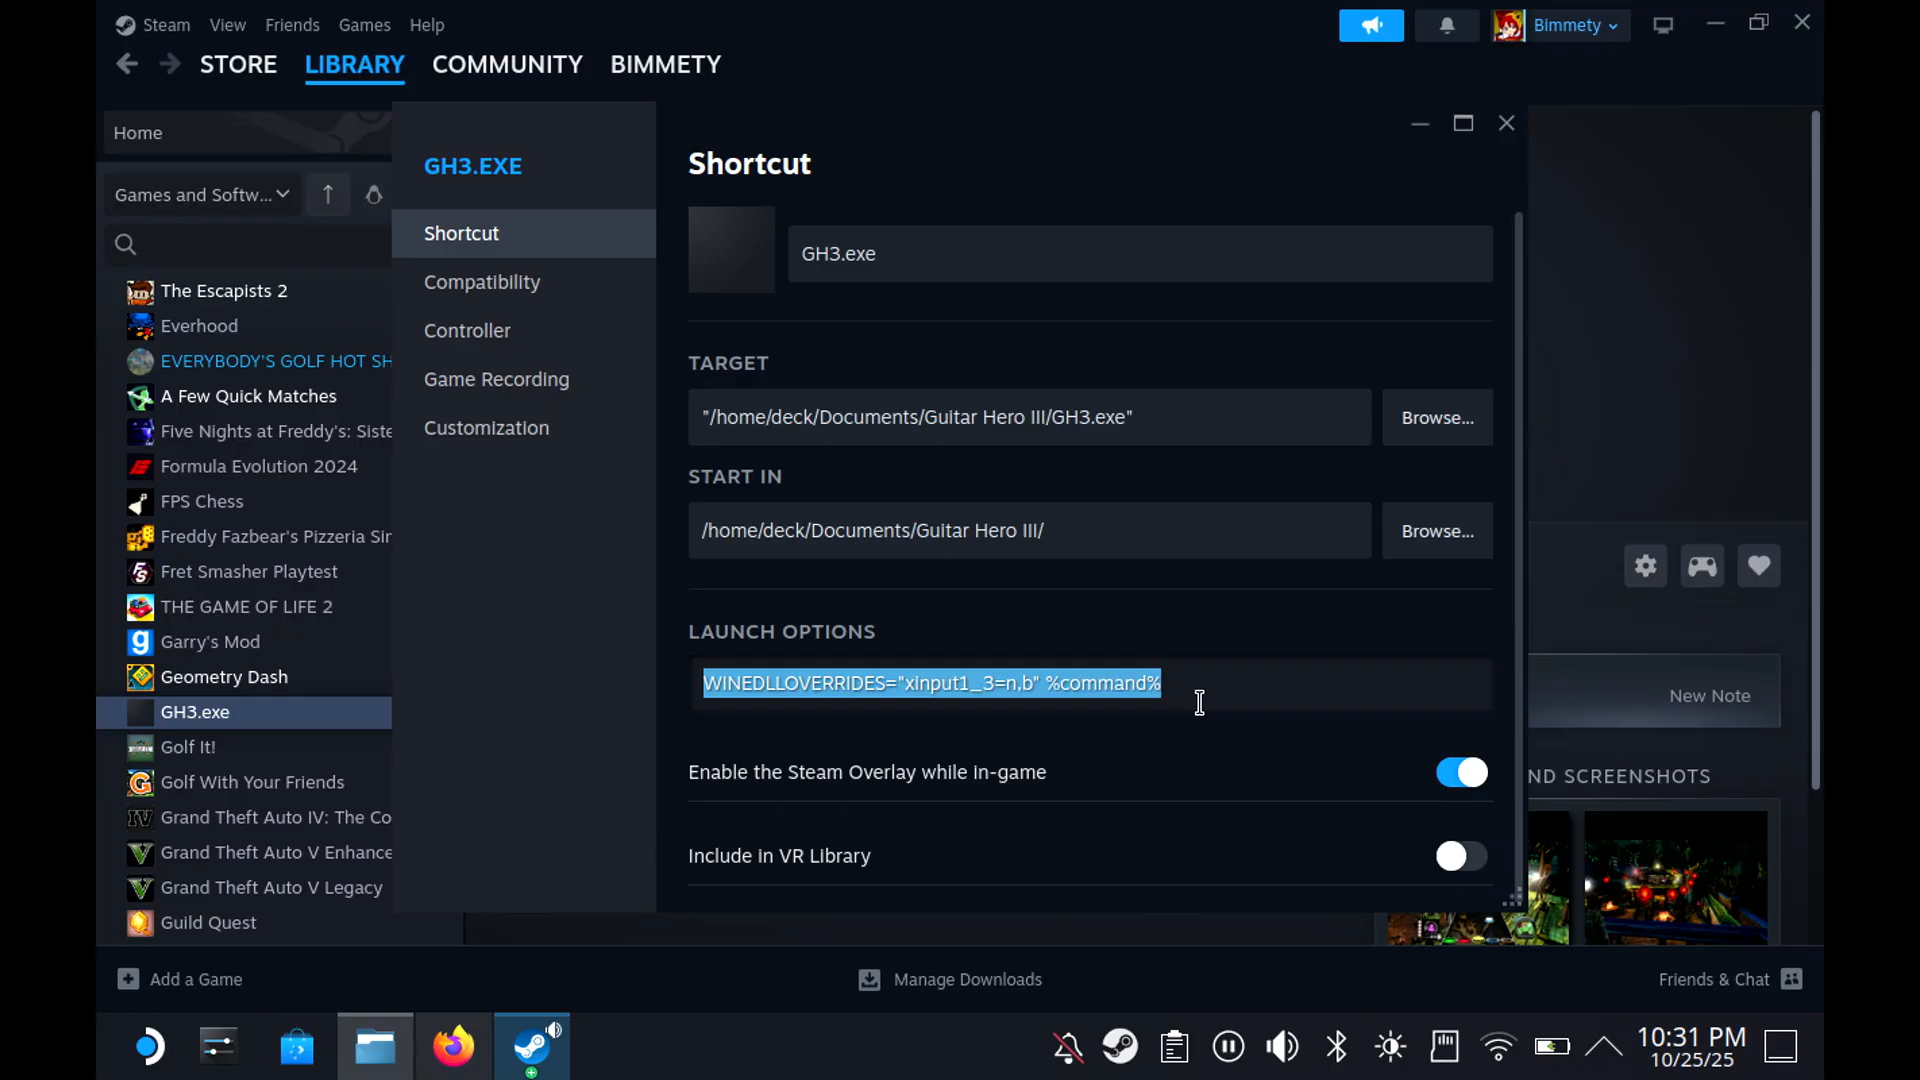 Steam View Friends Games Help
Bimmety
STORE LIBRARY COMMUNITY BIMMETY
Home
Games and Softw...
The Escapists 2
Everhood
EVERYBODY'S GOLF HOT SH
A Few Quick Matches
Five Nights at Freddy's: Siste
Formula Evolution 2024
FPS Chess
Freddy Fazbear's Pizzeria Sir
Fret Smasher Playtest
THE GAME OF LIFE 2
Garry's Mod
Geometry Dash
GH3.exe
Golf It!
Golf With Your Friends
Grand Theft Auto IV: The Co
Grand Theft Auto V Enhance
Grand Theft Auto V Legacy
Guild Quest
GH3.EXE
Shortcut
Compatibility
Controller
Game Recording
Customization
Shortcut
GH3.exe
TARGET
"/home/deck/Documents/Guitar Hero III/GH3.exe"
Browse...
START IN
/home/deck/Documents/Guitar Hero III/
Browse...
LAUNCH OPTIONS
WINEDLLOVERRIDES="xinput1_3=n,b" %command%
Enable the Steam Overlay while in-game
Include in VR Library
New Note
ND SCREENSHOTS
Add a Game
Manage Downloads
Friends & Chat
10:31 PM
10/25/25